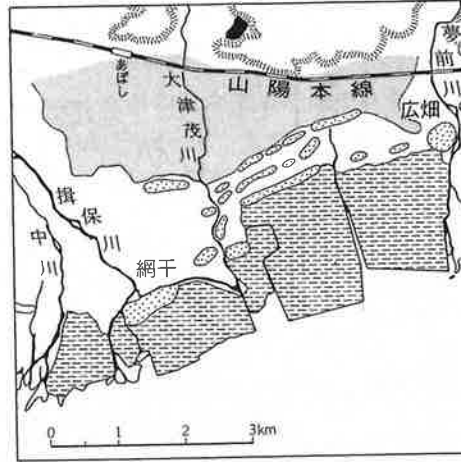 夢前川
あぼし
大津茂川
山陽本線
広畑
揖保川
中川
網干
0 1 2 3km